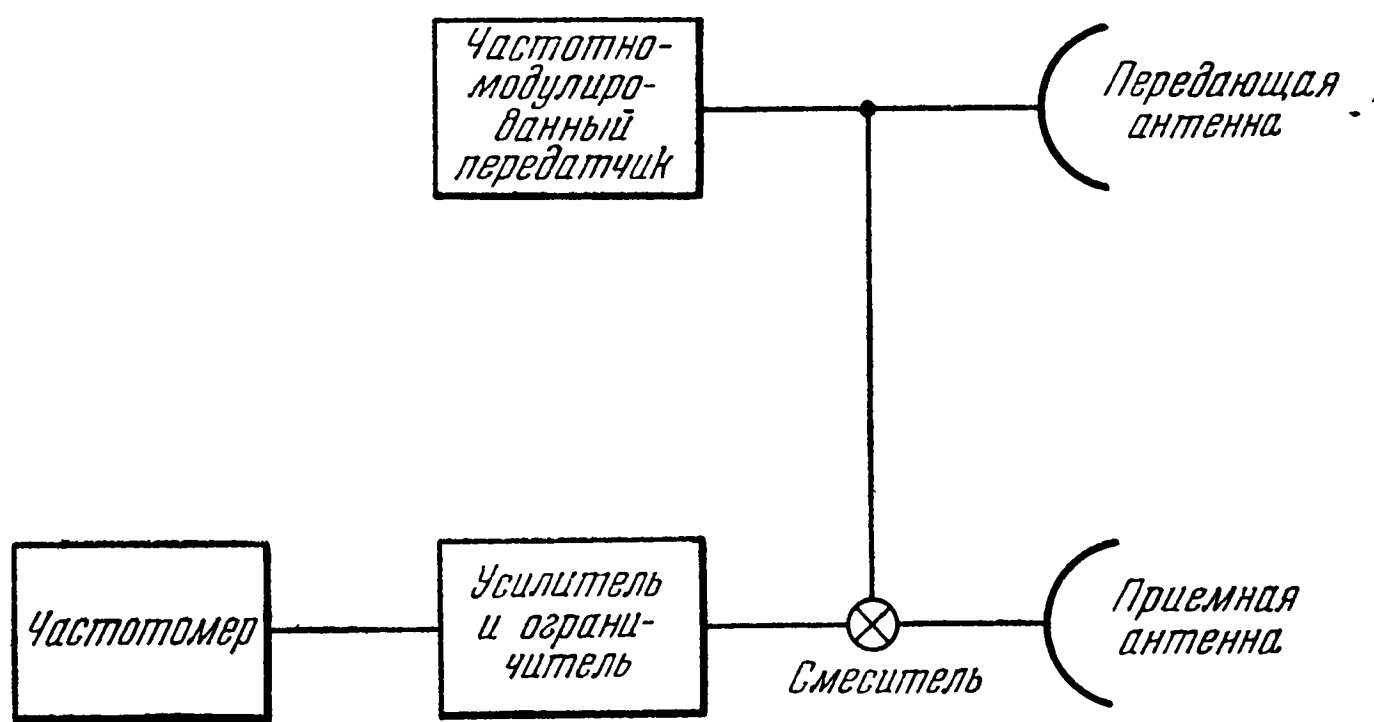 Частотно-
модулиро-
ванный
передатчик
Передающая
антенна
Частотомер
Усилитель
и ограни-
читель
Смеситель
Приемная
антенна